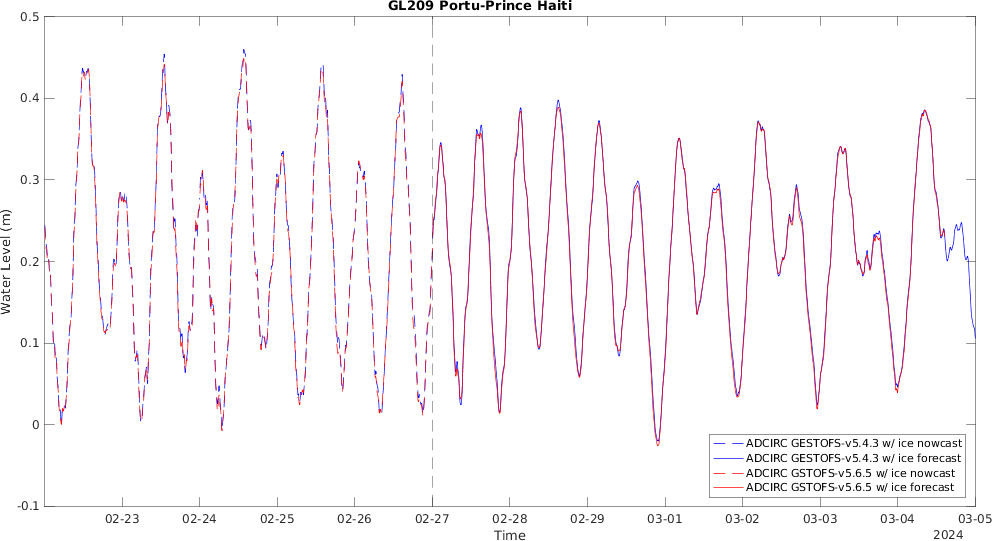 GL209 Portu-Prince Haiti
0.5
0.4
0.3
0.2
0.1
0
-0.1
Water Level (m)
ADCIRC GESTOFS-v5.4.3 w/ ice nowcast
ADCIRC GESTOFS-v5.4.3 w/ ice forecast
ADCIRC GSTOFS-v5.6.5 w/ ice nowcast
ADCIRC GSTOFS-v5.6.5 w/ ice forecast
02-23 02-24 02-25 02-26 02-27 02-28 02-29 03-01 03-02 03-03 03-04 03-05
Time
2024